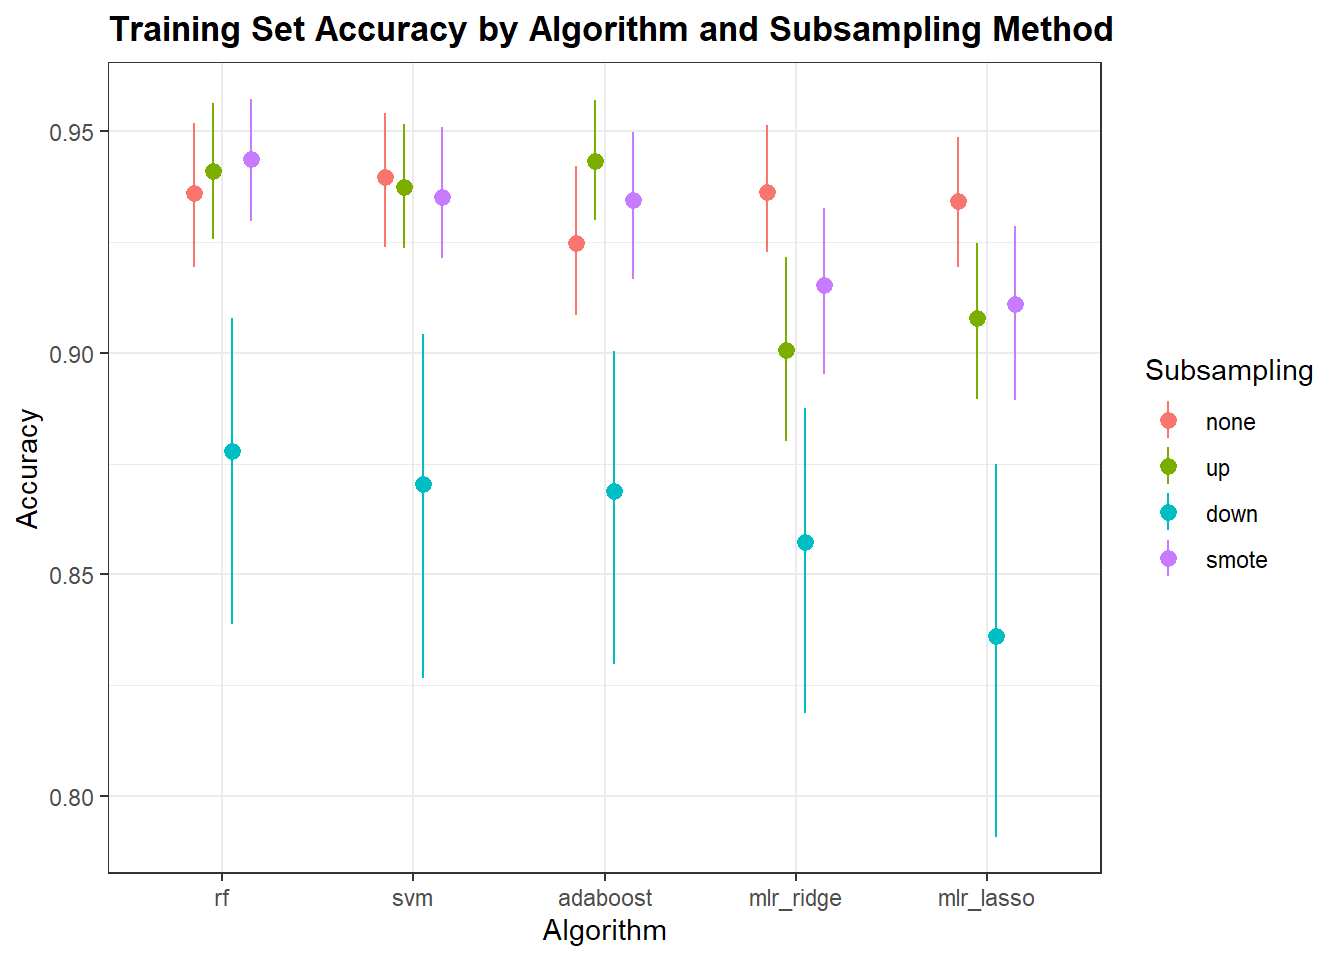 Training Set Accuracy by Algorithm and Subsampling Method
0.95
0.90
0.85
0.80
Accuracy
rf
svm
adaboost
mlr_ridge
mlr_lasso
Algorithm
Subsampling
none
up
down
smote